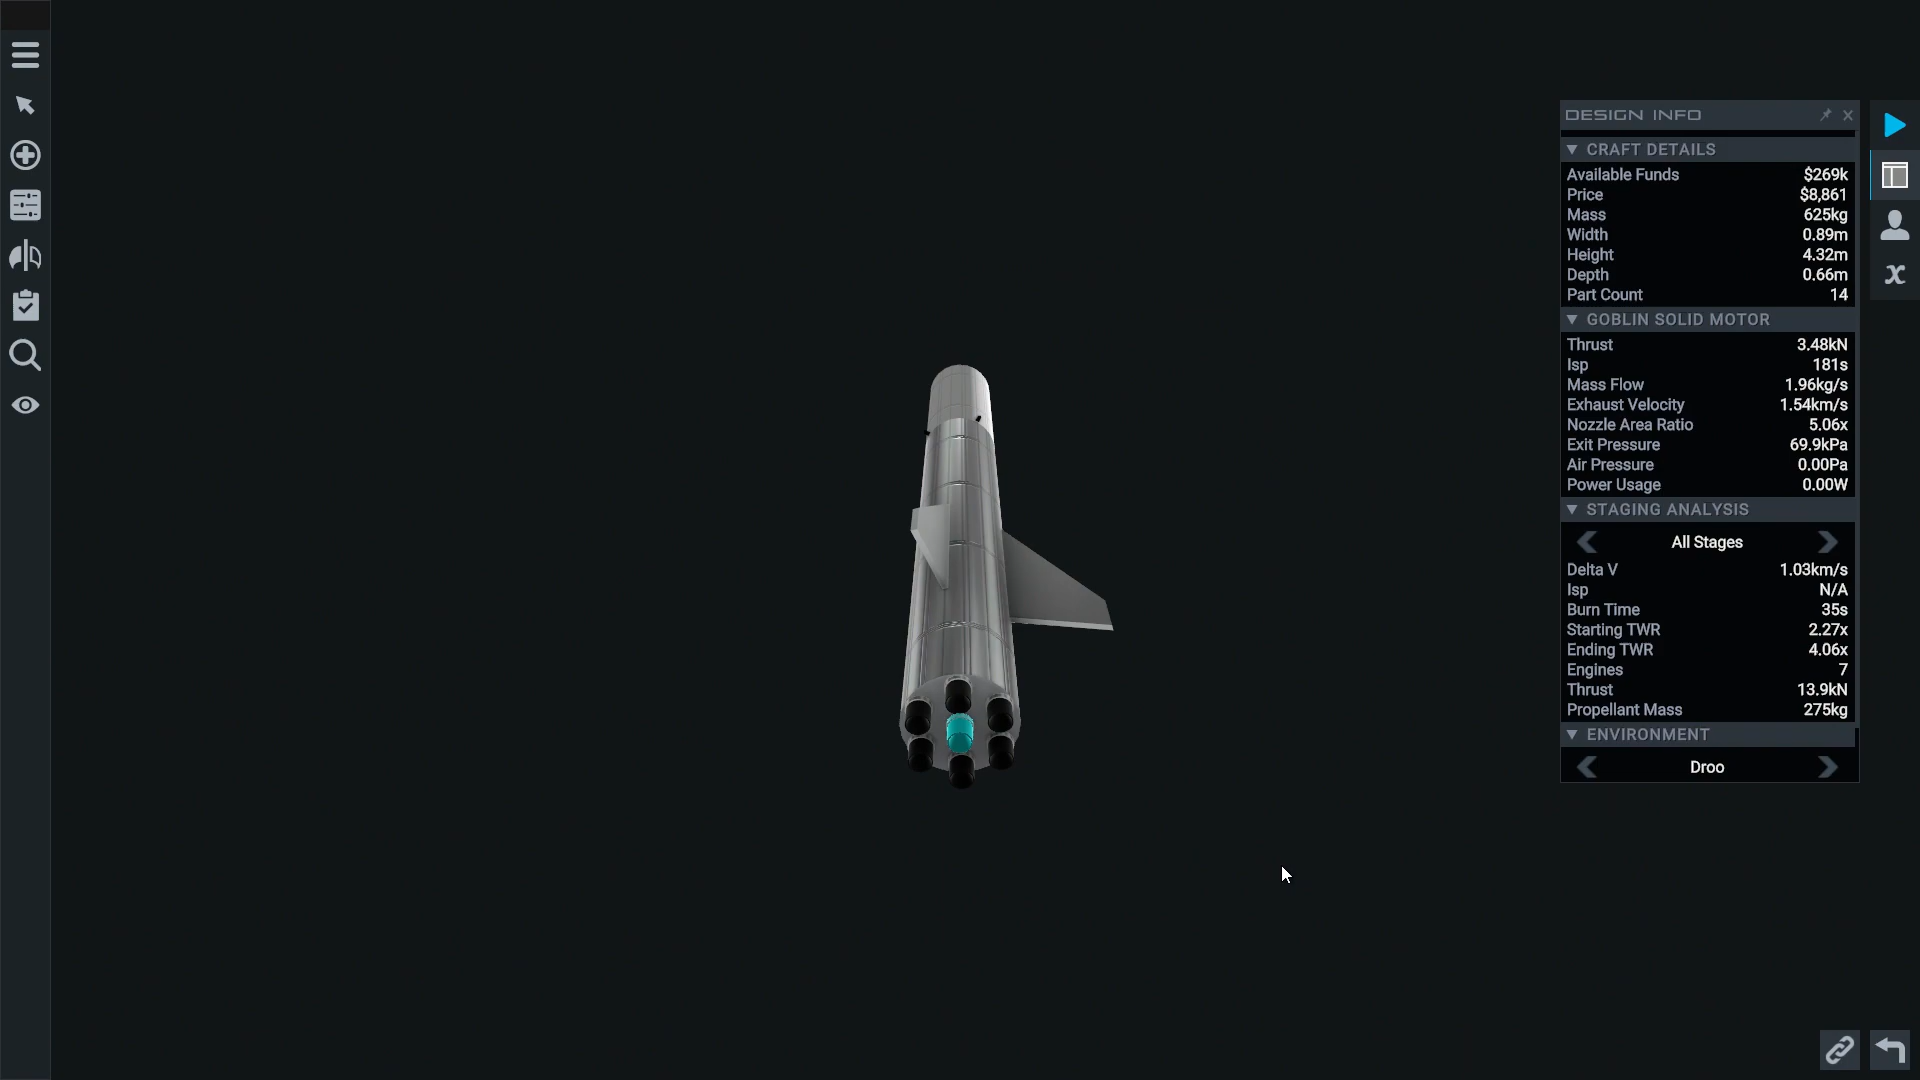 DESIGN INFO
CRAFT DETAILS
Available Funds $269k
Price $8,861
Mass 625kg
Width 0.89m
Height 4.32m
Depth 0.66m
Part Count 14
GOBLIN SOLID MOTOR
Thrust 3.48kN
Isp 181s
Mass Flow 1.96kg/s
Exhaust Velocity 1.54km/s
Nozzle Area Ratio 5.06x
Exit Pressure 69.9kPa
Air Pressure 0.00Pa
Power Usage 0.00W
STAGING ANALYSIS
All Stages
Delta V 1.03km/s
Isp N/A
Burn Time 35s
Starting TWR 2.27x
Ending TWR 4.06x
Engines 7
Thrust 13.9kN
Propellant Mass 275kg
ENVIRONMENT
Droo